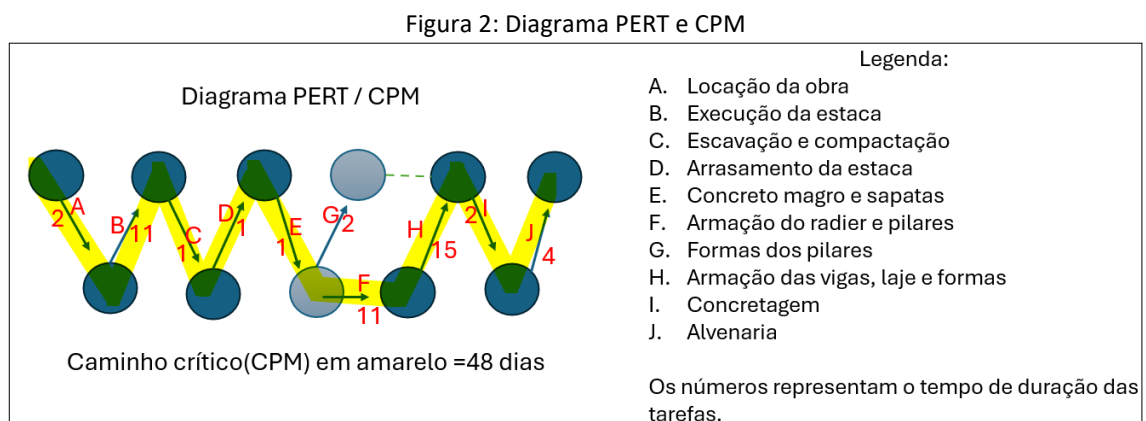 Figura 2: Diagrama PERT e CPM
Diagrama PERT / CPM
A
2
B
11
C
1
D
1
E
1
G
2
F
11
H
15
I
2
J
4
Caminho crítico(CPM) em amarelo =48 dias
Legenda:
A. Locação da obra
B. Execução da estaca
C. Escavação e compactação
D. Arrasamento da estaca
E. Concreto magro e sapatas
F. Armação do radier e pilares
G. Formas dos pilares
H. Armação das vigas, laje e formas
I. Concretagem
J. Alvenaria
Os números representam o tempo de duração das
tarefas.